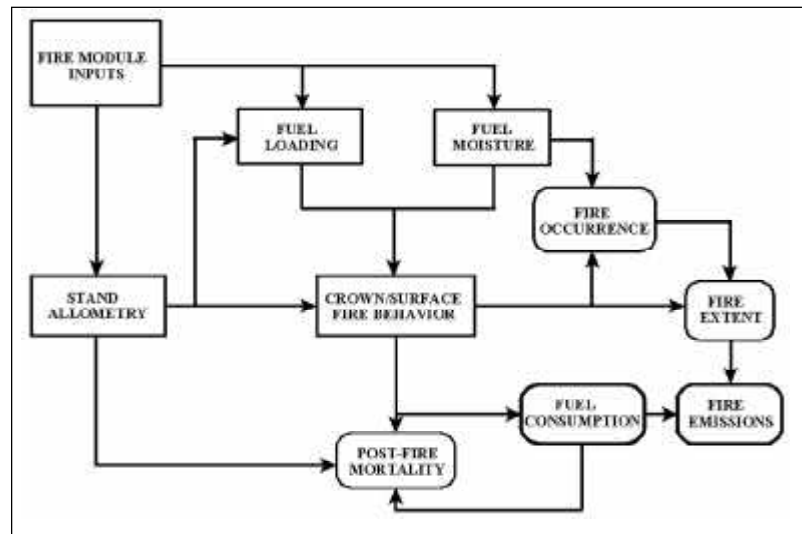 FIRE MODULE
INPUTS
FUEL
LOADING
FUEL
MOISTURE
FIRE
OCCURRENCE
STAND
ALLOMETRY
CROWN/SURFACE
FIRE BEHAVIOR
FIRE
EXTENT
FUEL
CONSUMPTION
FIRE
EMISSIONS
POST-FIRE
MORTALITY